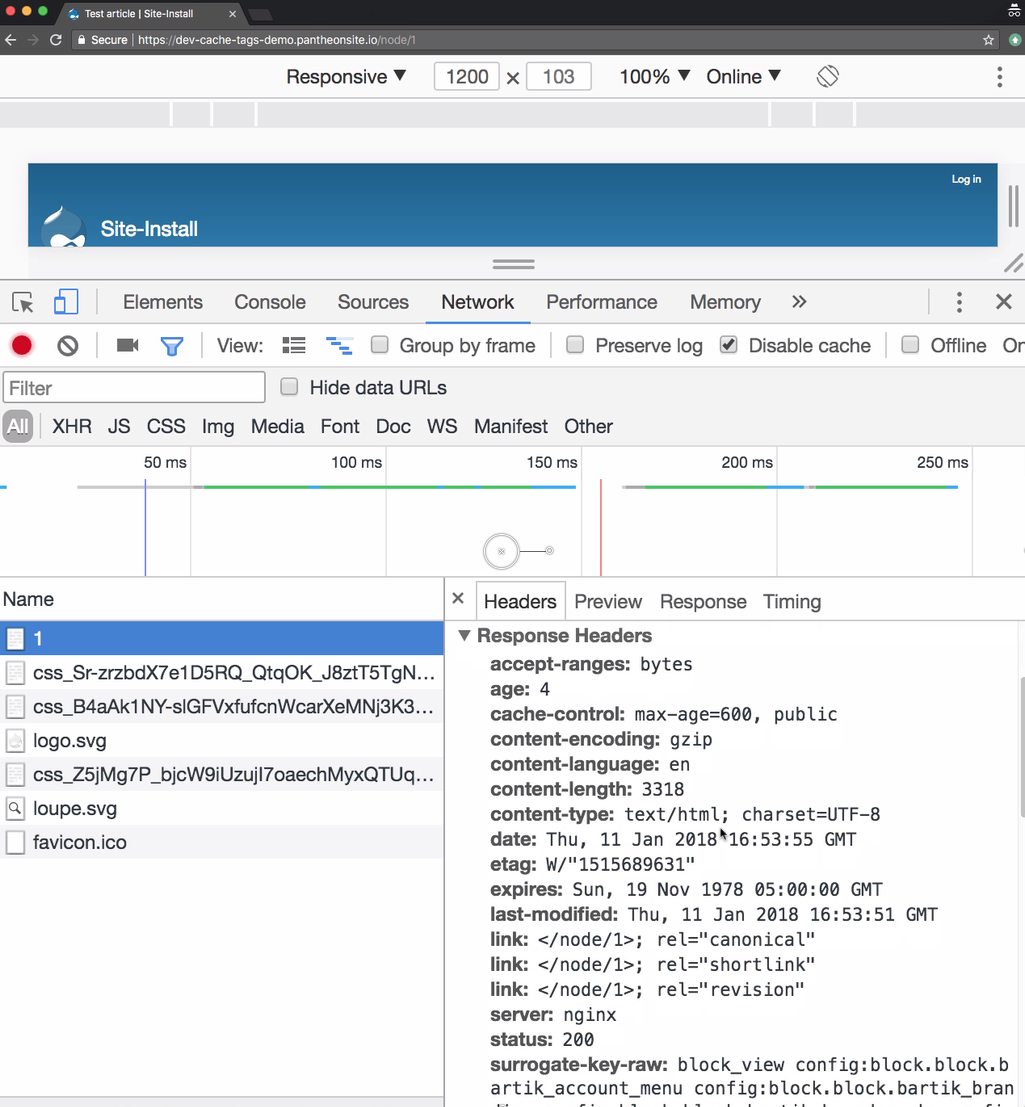 Test article | Site-Install
Secure | https://dev-cache-tags-demo.pantheonsite.io/node/1
Responsive ▼ 1200 × 103 100% ▼ Online ▼
Log in
Site-Install
Elements Console Sources Network Performance Memory »
View: Group by frame Preserve log Disable cache Offline On
Filter Hide data URLs
All XHR JS CSS Img Media Font Doc WS Manifest Other
50 ms 100 ms 150 ms 200 ms 250 ms
Name
1
css_Sr-zrzbdX7e1D5RQ_QtqOK_J8ztT5TgN...
css_B4aAk1NY-slGFVxfufcnWcarXeMNj3K3...
logo.svg
css_Z5jMg7P_bjcW9iUzujI7oaechMyxQTUq...
loupe.svg
favicon.ico
× Headers Preview Response Timing
▼ Response Headers
accept-ranges: bytes
age: 4
cache-control: max-age=600, public
content-encoding: gzip
content-language: en
content-length: 3318
content-type: text/html; charset=UTF-8
date: Thu, 11 Jan 2018 16:53:55 GMT
etag: W/"1515689631"
expires: Sun, 19 Nov 1978 05:00:00 GMT
last-modified: Thu, 11 Jan 2018 16:53:51 GMT
link: </node/1>; rel="canonical"
link: </node/1>; rel="shortlink"
link: </node/1>; rel="revision"
server: nginx
status: 200
surrogate-key-raw: block_view config:block.block.b
artik_account_menu config:block.block.bartik_bran